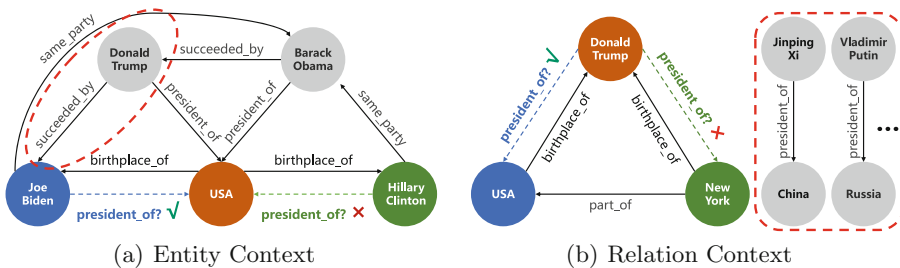 same_party
Donald
Trump
succeeded_by
Barack
Obama
succeeded_by
president_of
president_of
same_party
birthplace_of
birthplace_of
Joe
Biden
president_of? √
USA
president_of? ×
Hillary
Clinton
(a) Entity Context
Donald
Trump
president_of? √
president_of? ×
birthplace_of
birthplace_of
USA
part_of
New
York
Jinping
Xi
Vladimir
Putin
president_of
president_of
...
China
Russia
(b) Relation Context